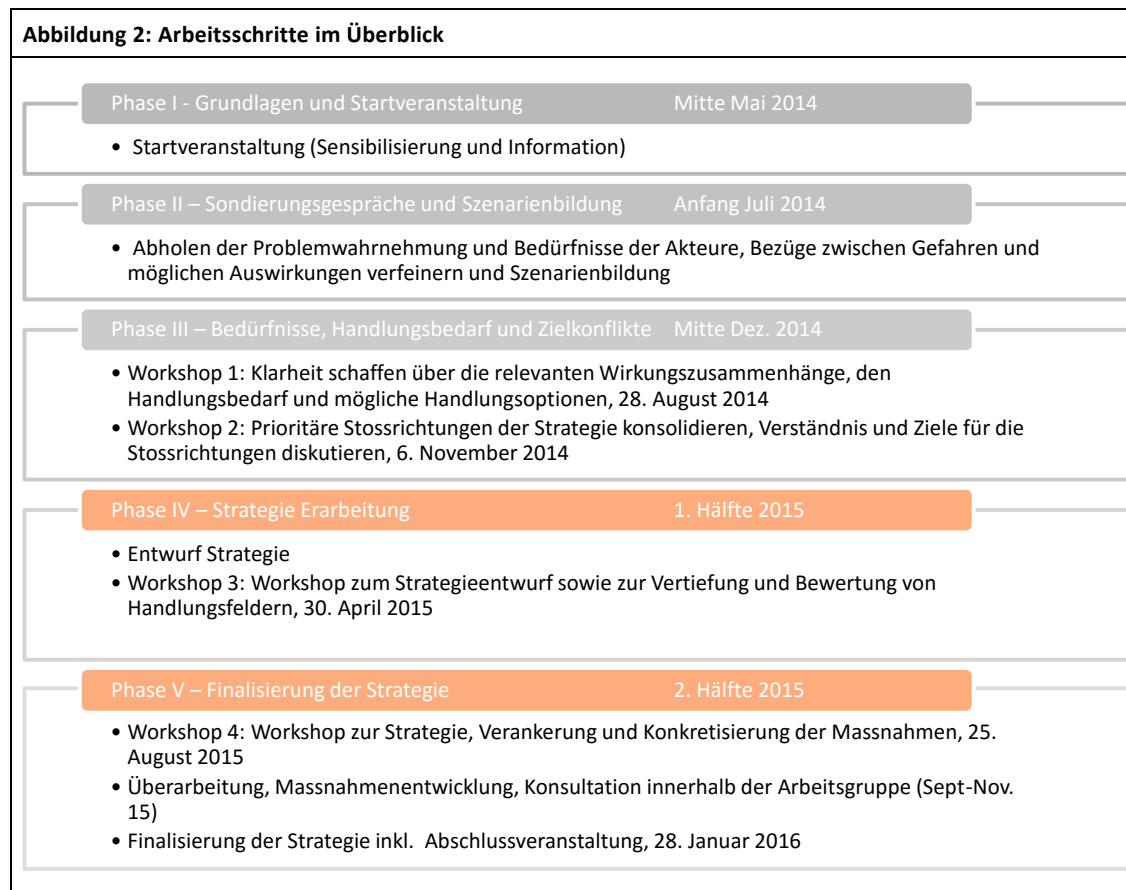 Abbildung 2: Arbeitsschritte im Überblick
Phase I - Grundlagen und Startveranstaltung Mitte Mai 2014
• Startveranstaltung (Sensibilisierung und Information)
Phase II – Sondierungsgespräche und Szenarienbildung Anfang Juli 2014
• Abholen der Problemwahrnehmung und Bedürfnisse der Akteure, Bezüge zwischen Gefahren und
möglichen Auswirkungen verfeinern und Szenarienbildung
Phase III – Bedürfnisse, Handlungsbedarf und Zielkonflikte Mitte Dez. 2014
• Workshop 1: Klarheit schaffen über die relevanten Wirkungszusammenhänge, den
Handlungsbedarf und mögliche Handlungsoptionen, 28. August 2014
• Workshop 2: Prioritäre Stossrichtungen der Strategie konsolidieren, Verständnis und Ziele für die
Stossrichtungen diskutieren, 6. November 2014
Phase IV – Strategie Erarbeitung 1. Hälfte 2015
• Entwurf Strategie
• Workshop 3: Workshop zum Strategieentwurf sowie zur Vertiefung und Bewertung von
Handlungsfeldern, 30. April 2015
Phase V – Finalisierung der Strategie 2. Hälfte 2015
• Workshop 4: Workshop zur Strategie, Verankerung und Konkretisierung der Massnahmen, 25.
August 2015
• Überarbeitung, Massnahmenentwicklung, Konsultation innerhalb der Arbeitsgruppe (Sept-Nov.
15)
• Finalisierung der Strategie inkl. Abschlussveranstaltung, 28. Januar 2016